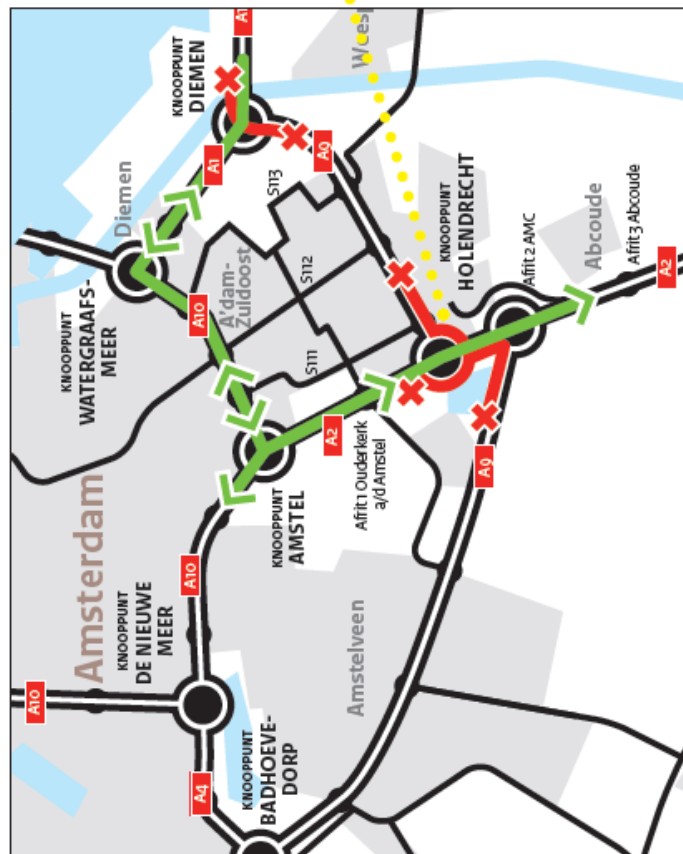 A10
Amsterdam
KNOOPPUNT
WATERGRAAFS-
MEER
KNOOPPUNT
DE NIEUWE
MEER
Diemen
KNOOPPUNT
DIEMEN
A10
A10
A4
A1
A'dam-
Zuidoost
KNOOPPUNT
BADHOEVE-
DORP
KNOOPPUNT
AMSTEL
S113
S112
S111
A9
A2
Amstelveen
Afrit 1 Ouderkerk
a/d Amstel
KNOOPPUNT
HOLENDRECHT
A9
Afrit 2 AMC
Abcoude
Afrit 3 Abcoude
A2